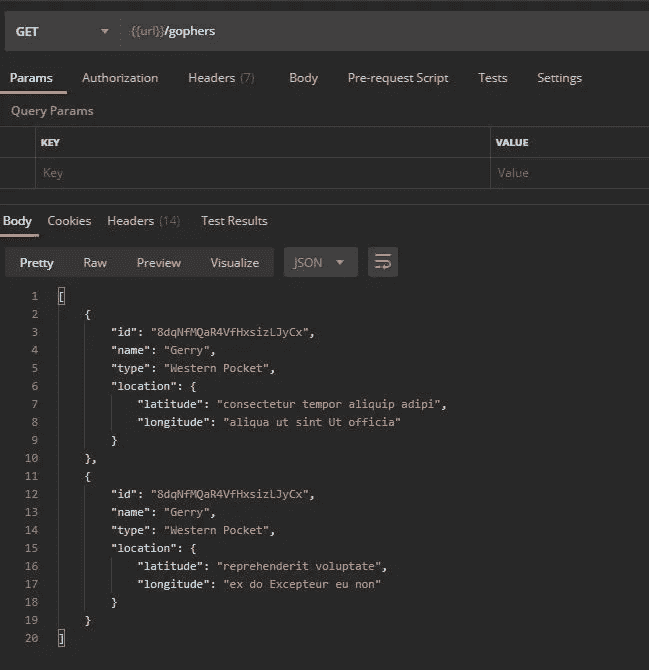 GET {{url}}/gophers
Params Authorization Headers (7) Body Pre-request Script Tests Settings
Query Params
KEY VALUE
Key Value
Body Cookies Headers (14) Test Results
Pretty Raw Preview Visualize JSON
1 [
2 {
3 "id": "8dqNfMQaR4VfHxsizLJyCx",
4 "name": "Gerry",
5 "type": "Western Pocket",
6 "location": {
7 "latitude": "consectetur tempor aliquip adipi",
8 "longitude": "aliqua ut sint Ut officia"
9 }
10 },
11 {
12 "id": "8dqNfMQaR4VfHxsizLJyCx",
13 "name": "Gerry",
14 "type": "Western Pocket",
15 "location": {
16 "latitude": "reprehenderit voluptate",
17 "longitude": "ex do Excepteur eu non"
18 }
19 }
20 ]